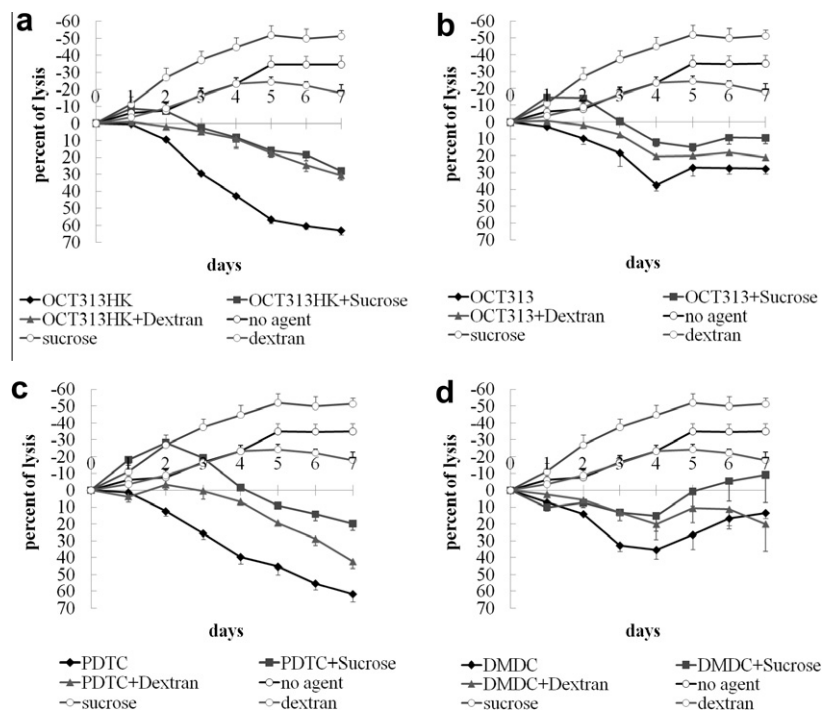 a
-60
-50
-40
-30
-20
-10
0
10
20
30
40
50
60
70
0 1 2 3 4 5 6 7
percent of lysis
days
OCT313HK OCT313HK+Sucrose
OCT313HK+Dextran no agent
sucrose dextran
b
-60
-50
-40
-30
-20
-10
0
10
20
30
40
50
60
70
0 1 2 3 4 5 6 7
percent of lysis
days
OCT313 OCT313+Sucrose
OCT313+Dextran no agent
sucrose dextran
c
-60
-50
-40
-30
-20
-10
0
10
20
30
40
50
60
70
0 1 2 3 4 5 6 7
percent of lysis
days
PDTC PDTC+Sucrose
PDTC+Dextran no agent
sucrose dextran
d
-60
-50
-40
-30
-20
-10
0
10
20
30
40
50
60
70
0 1 2 3 4 5 6 7
percent of lysis
days
DMDC DMDC+Sucrose
DMDC+Dextran no agent
sucrose dextran